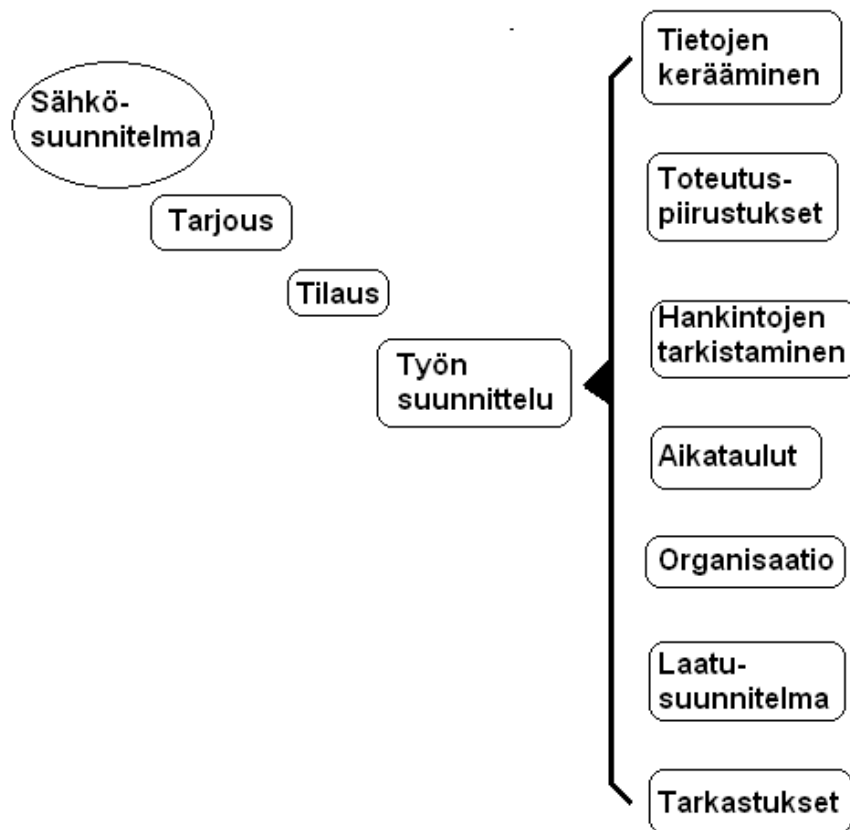 Sähkö-
suunnitelma
Tarjous
Tilaus
Työn
suunnittelu
Tietojen
kerääminen
Toteutus-
piirustukset
Hankintojen
tarkistaminen
Aikataulut
Organisaatio
Laatu-
suunnitelma
Tarkastukset